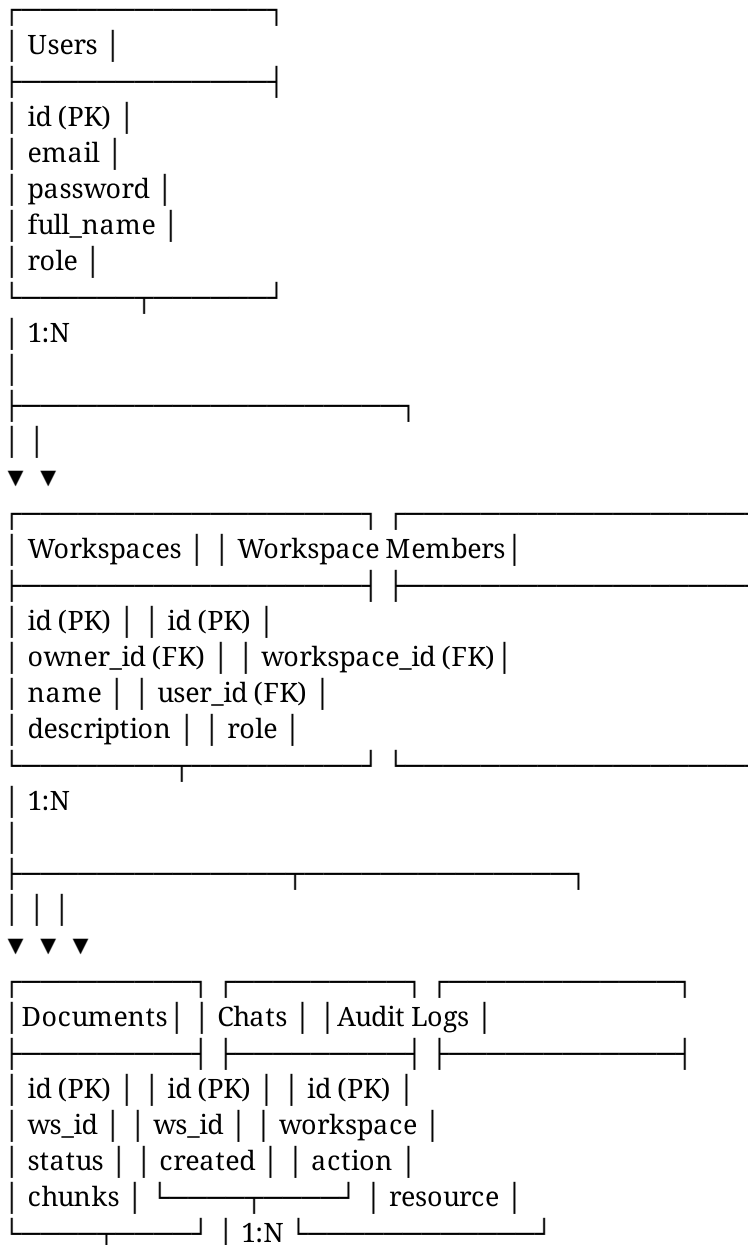 ┌─────────────────┐
│ Users │
├─────────────────┤
│ id (PK) │
│ email │
│ password │
│ full_name │
│ role │
└────────┬────────┘
│ 1:N
│
├──────────────────────────┐
│ │
▼ ▼
┌───────────────────────┐ ┌───────────────────────
│ Workspaces │ │ Workspace Members│
├───────────────────────┤ ├───────────────────────
│ id (PK) │ │ id (PK) │
│ owner_id (FK) │ │ workspace_id (FK)│
│ name │ │ user_id (FK) │
│ description │ │ role │
└───────────┬───────────┘ └───────────────────────
│ 1:N
│
├──────────────────┬──────────────────┐
│ │ │
▼ ▼ ▼
┌────────────┐ ┌────────────┐ ┌────────────────┐
│Documents│ │ Chats │ │Audit Logs │
├────────────┤ ├────────────┤ ├────────────────┤
│ id (PK) │ │ id (PK) │ │ id (PK) │
│ ws_id │ │ ws_id │ │ workspace │
│ status │ │ created │ │ action │
│ chunks │ └──────┬──────┘ │ resource │
└──────┬──────┘ │ 1:N └────────────────┘